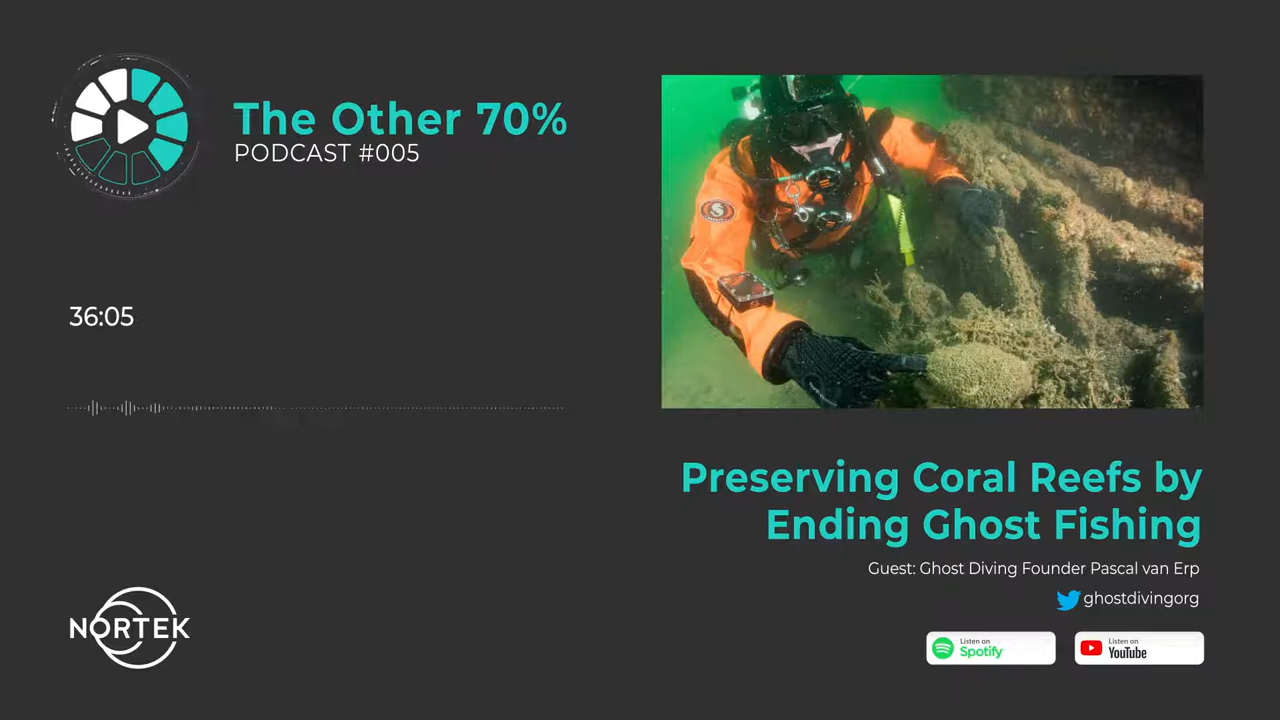 The Other 70%
PODCAST #005
36:05
Preserving Coral Reefs by
Ending Ghost Fishing
Guest: Ghost Diving Founder Pascal van Erp
ghostdivingorg
NORTEK
Listen on
Spotify
Listen on
YouTube